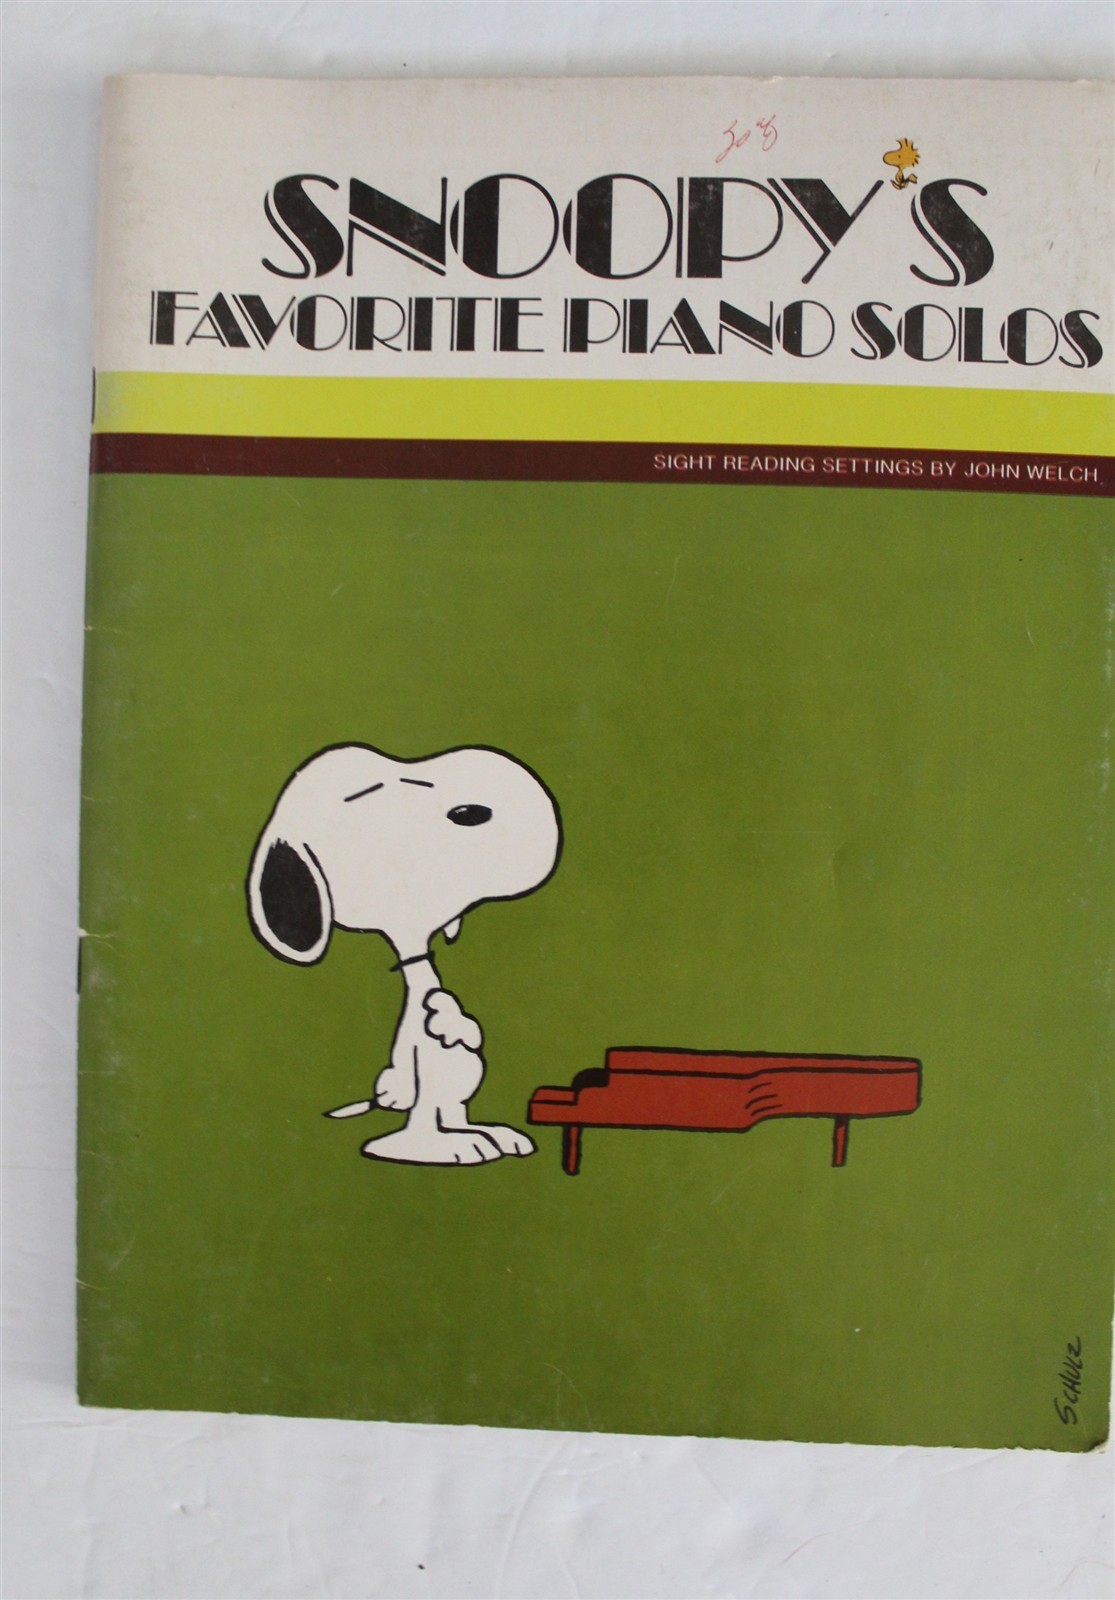 SNOOPY'S
FAVORITE PIANO SOLOS
SIGHT READING SETTINGS BY JOHN WELCH
SCHULZ